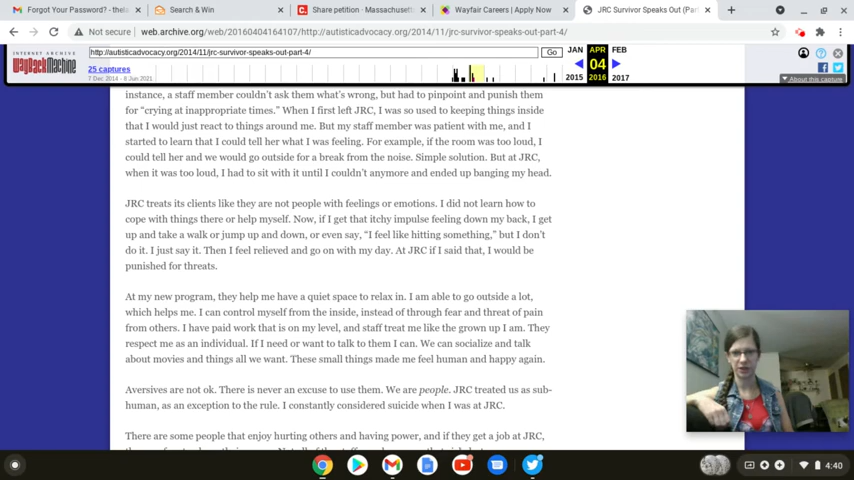 Forgot Your Password? - thela
Search & Win
Share petition · Massachusett
Wayfair Careers | Apply Now
JRC Survivor Speaks Out (Par
Not secure | web.archive.org/web/20160404164107/http://autisticadvocacy.org/2014/11/jrc-survivor-speaks-out-part-4/
INTERNET ARCHIVE
WayBackMachine
http://autisticadvocacy.org/2014/11/jrc-survivor-speaks-out-part-4/
Go
JAN APR FEB
04
2015 2016 2017
25 captures
7 Dec 2014 - 8 Jun 2021
About this capture
instance, a staff member couldn't ask them what's wrong, but had to pinpoint and punish them
for "crying at inappropriate times." When I first left JRC, I was so used to keeping things inside
that I would just react to things around me. But my staff member was patient with me, and I
started to learn that I could tell her what I was feeling. For example, if the room was too loud, I
could tell her and we would go outside for a break from the noise. Simple solution. But at JRC,
when it was too loud, I had to sit with it until I couldn't anymore and ended up banging my head.
JRC treats its clients like they are not people with feelings or emotions. I did not learn how to
cope with things there or help myself. Now, if I get that itchy impulse feeling down my back, I get
up and take a walk or jump up and down, or even say, "I feel like hitting something," but I don't
do it. I just say it. Then I feel relieved and go on with my day. At JRC if I said that, I would be
punished for threats.
At my new program, they help me have a quiet space to relax in. I am able to go outside a lot,
which helps me. I can control myself from the inside, instead of through fear and threat of pain
from others. I have paid work that is on my level, and staff treat me like the grown up I am. They
respect me as an individual. If I need or want to talk to them I can. We can socialize and talk
about movies and things all we want. These small things made me feel human and happy again.
Aversives are not ok. There is never an excuse to use them. We are people. JRC treated us as sub-
human, as an exception to the rule. I constantly considered suicide when I was at JRC.
There are some people that enjoy hurting others and having power, and if they get a job at JRC,
4:40